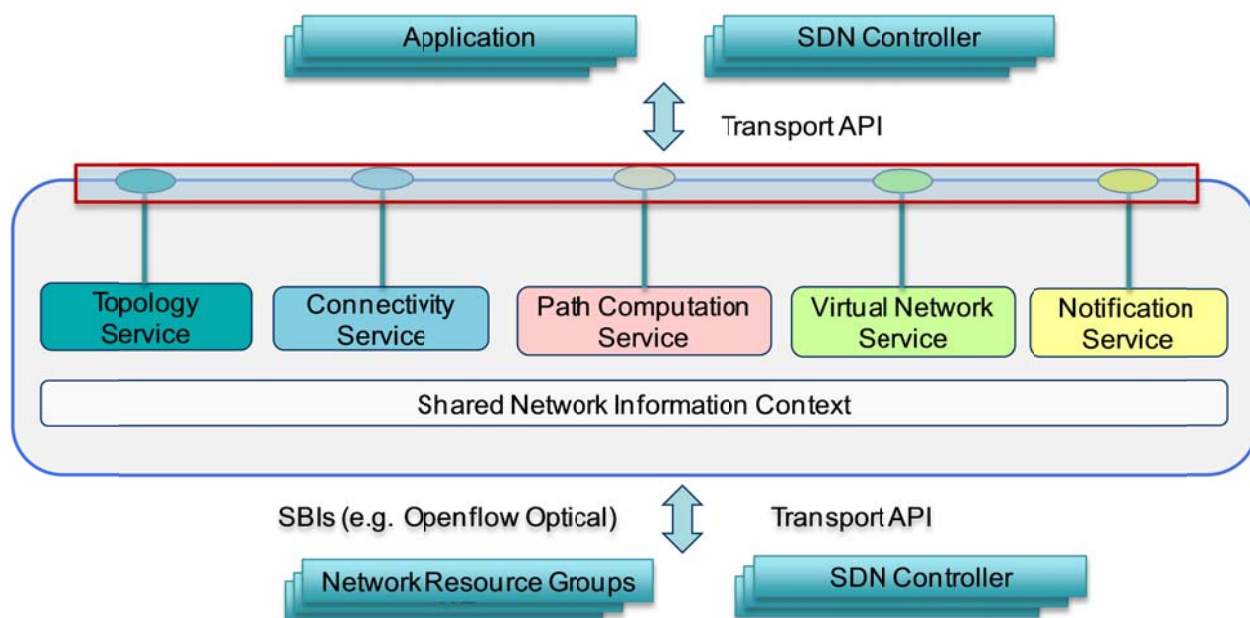 Application
SDN Controller
Transport API
Topology
Service
Connectivity
Service
Path Computation
Service
Virtual Network
Service
Notification
Service
Shared Network Information Context
SBIs (e.g. Openflow Optical)
Transport API
Network Resource Groups
SDN Controller